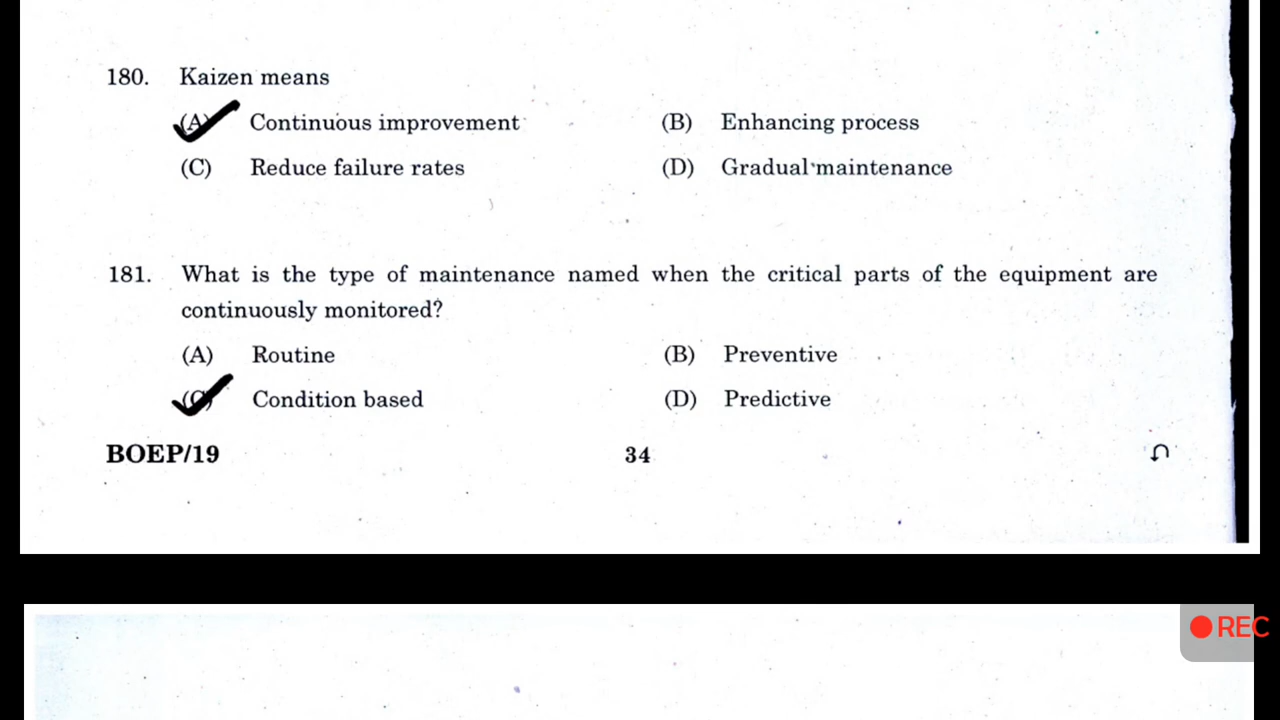 180. Kaizen means
(A) Continuous improvement (B) Enhancing process
(C) Reduce failure rates (D) Gradual maintenance
181. What is the type of maintenance named when the critical parts of the equipment are
continuously monitored?
(A) Routine (B) Preventive
(C) Condition based (D) Predictive
BOEP/19 34
REC